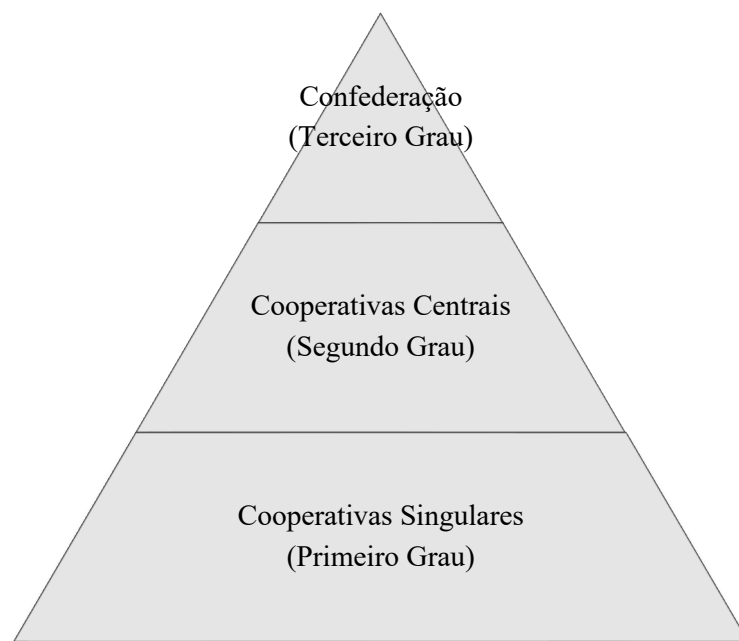 Confederação
(Terceiro Grau)
Cooperativas Centrais
(Segundo Grau)
Cooperativas Singulares
(Primeiro Grau)